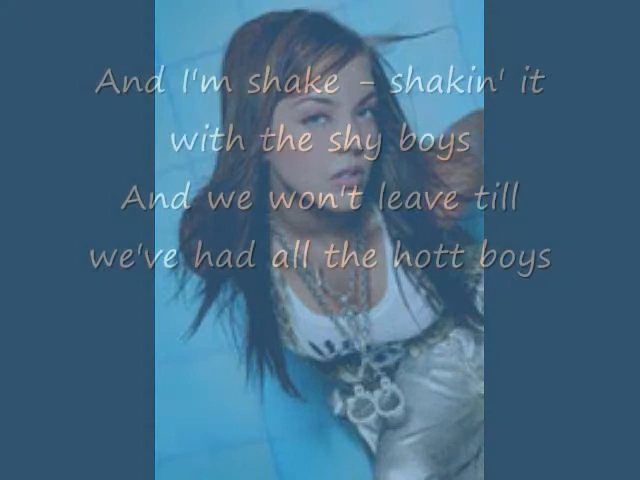 And I'm shake - shakin' it
with the shy boys
And we won't leave till
we've had all the hott boys